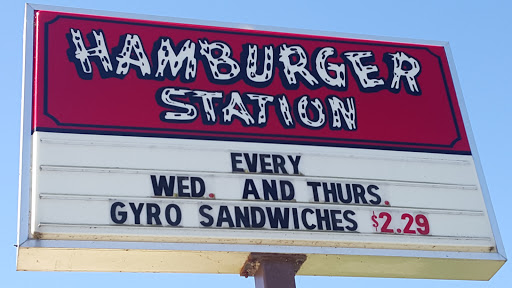 HAMBURGER
STATION
EVERY
WED. AND THURS.
GYRO SANDWICHES $2.29